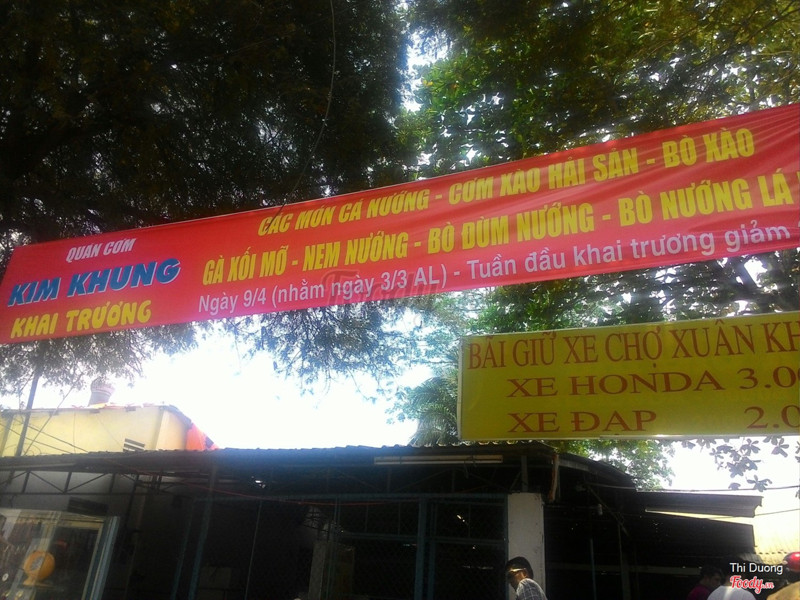 QUÁN CƠM
KIM KHUNG
KHAI TRƯƠNG
CÁC MÓN CÁ NƯỚNG - CƠM XÀO HẢI SẢN - BÒ XÀO
GÀ XỐI MỠ - NEM NƯỚNG - BÒ ĐÙM NƯỚNG - BÒ NƯỚNG LÁ
Ngày 9/4 (nhằm ngày 3/3 AL) - Tuần đầu khai trương giảm
BÃI GIỮ XE CHỢ XUÂN KH
XE HONDA 3.00
XE ĐẠP 2.0
Thi Duong
Foody.vn